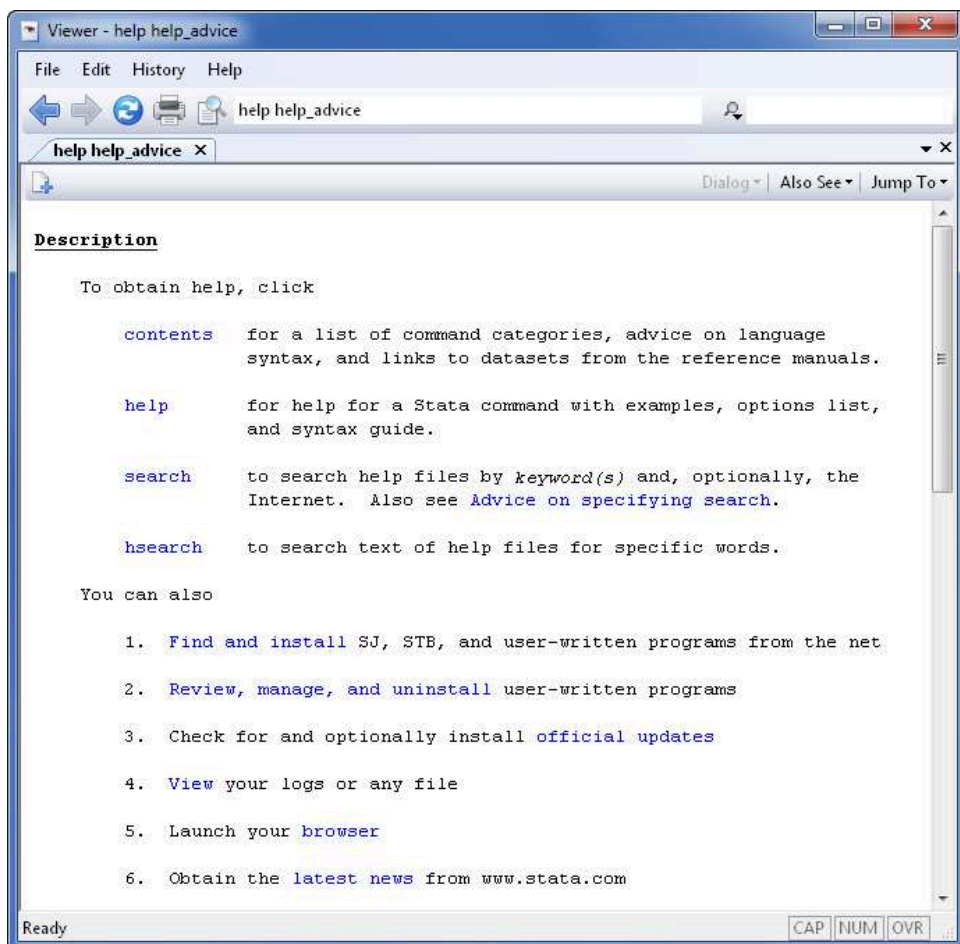 Viewer - help help_advice
File Edit History Help
help help_advice
help help_advice X
Dialog Also See Jump To
Description
To obtain help, click
contents for a list of command categories, advice on language
syntax, and links to datasets from the reference manuals.
help for help for a Stata command with examples, options list,
and syntax guide.
search to search help files by keyword(s) and, optionally, the
Internet. Also see Advice on specifying search.
hsearch to search text of help files for specific words.
You can also
1. Find and install SJ, STB, and user-written programs from the net
2. Review, manage, and uninstall user-written programs
3. Check for and optionally install official updates
4. View your logs or any file
5. Launch your browser
6. Obtain the latest news from www.stata.com
Ready CAP NUM OVR